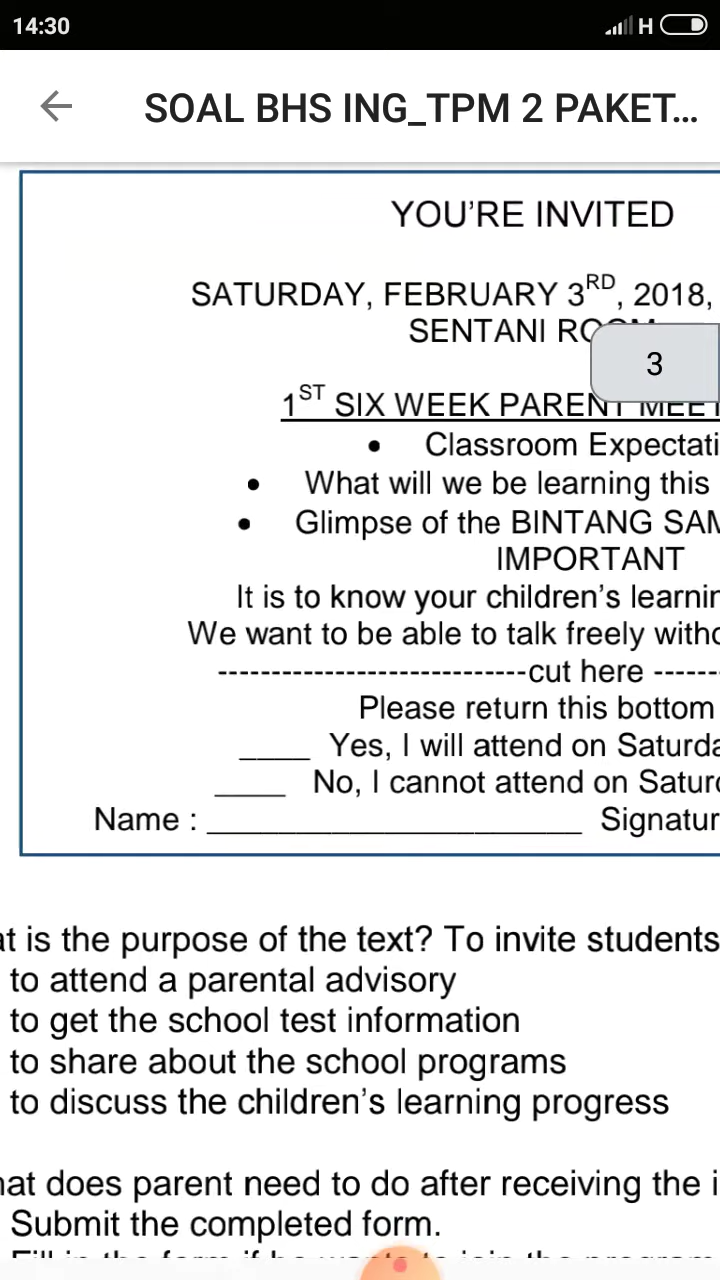 14:30
H
SOAL BHS ING_TPM 2 PAKET...
YOU'RE INVITED
SATURDAY, FEBRUARY 3RD, 2018,
SENTANI
3
1ST SIX WEEK PARENT
• Classroom
• What will we be learning this
• Glimpse of the BINTANG
IMPORTANT
It is to know your children's
We want to be able to talk freely
-----------------------------cut here ------
Please return this bottom
____ Yes, I will attend on
____ No, I cannot attend on
Name : _____________________
is the purpose of the text? To invite students
to attend a parental advisory
to get the school test information
to share about the school programs
to discuss the children's learning progress
does parent need to do after receiving the
Submit the completed form.